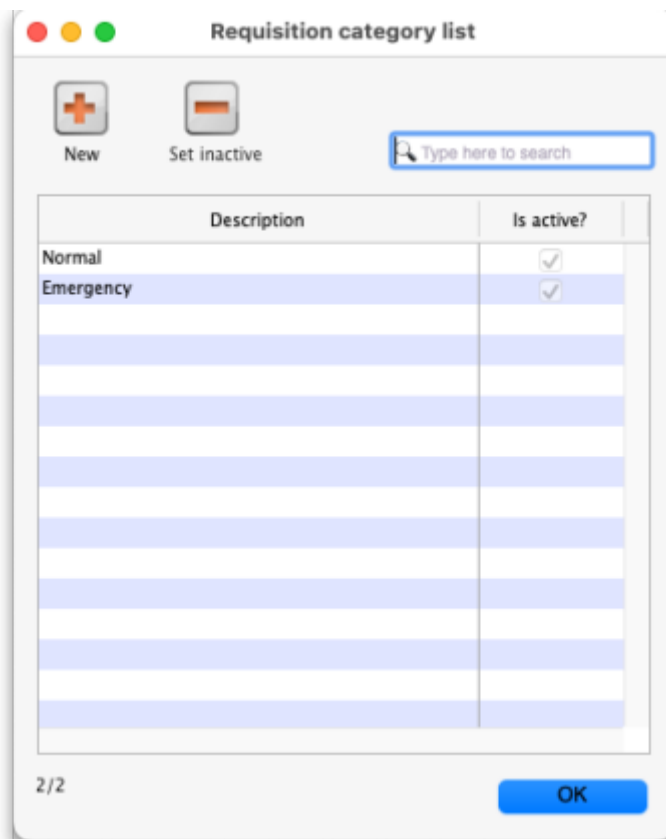 Requisition category list
New
Set inactive
Type here to search
Description
Is active?
Normal
Emergency
2/2
OK